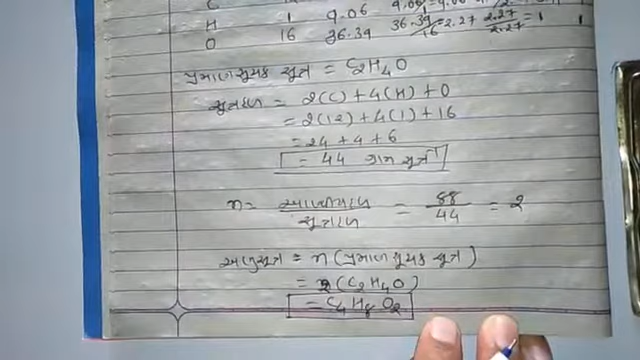 H 1 9.06
O 16 36.34 36.34/16 = 2.27 2.27/2.27 = 1 1
પ્રમાણસૂચક સૂત્ર = C2H4O
સૂત્રદળ = 2(C) + 4(H) + O
= 2(12) + 4(1) + 16
= 24 + 4 + 6
= 44 ગ્રામ
n = આણ્વીયદળ/સૂત્રદળ = 88/44 = 2
અણુસૂત્ર = n (પ્રમાણસૂચક સૂત્ર)
= 2 (C2H4O)
= C4H8O2